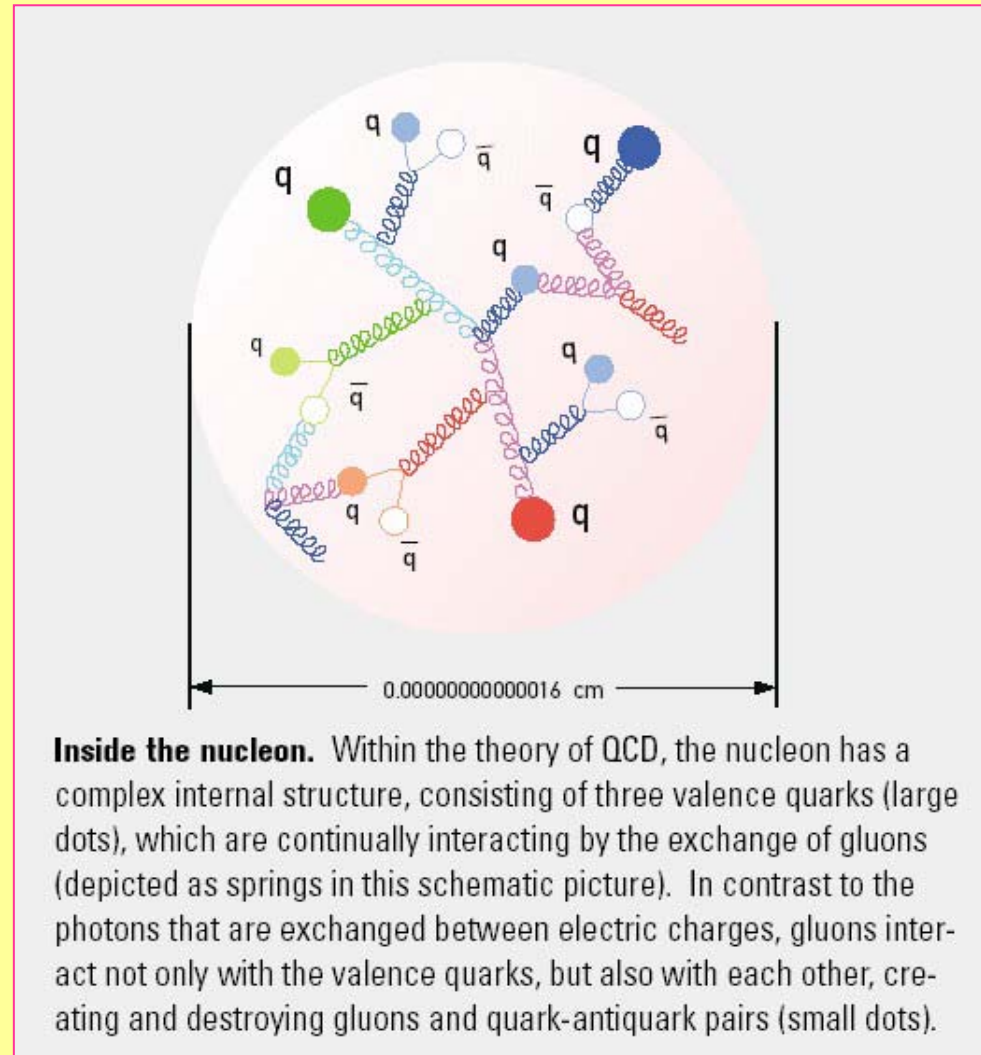 q
q̅
q
q
q̅
q
q
q
q̅
q̅
q
q
q̅
0.00000000000016 cm
Inside the nucleon. Within the theory of QCD, the nucleon has a
complex internal structure, consisting of three valence quarks (large
dots), which are continually interacting by the exchange of gluons
(depicted as springs in this schematic picture). In contrast to the
photons that are exchanged between electric charges, gluons inter-
act not only with the valence quarks, but also with each other, cre-
ating and destroying gluons and quark-antiquark pairs (small dots).